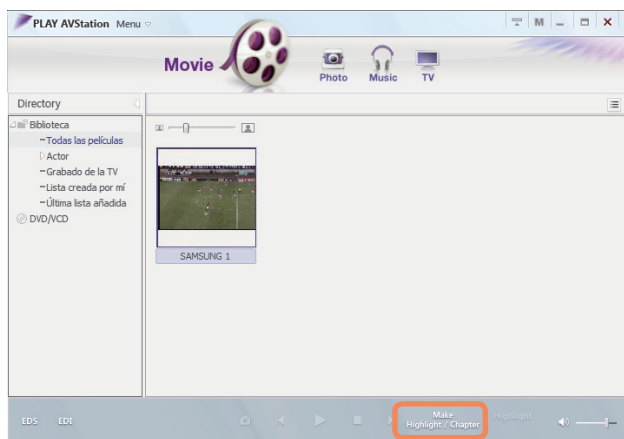 PLAY AVStation Menu
M
Movie
Photo
Music
TV
Directory
Biblioteca
Todas las películas
Actor
Grabado de la TV
Lista creada por mí
Última lista añadida
DVD/VCD
SAMSUNG 1
EDS
EDI
Make
Highlight / Chapter
Highlight